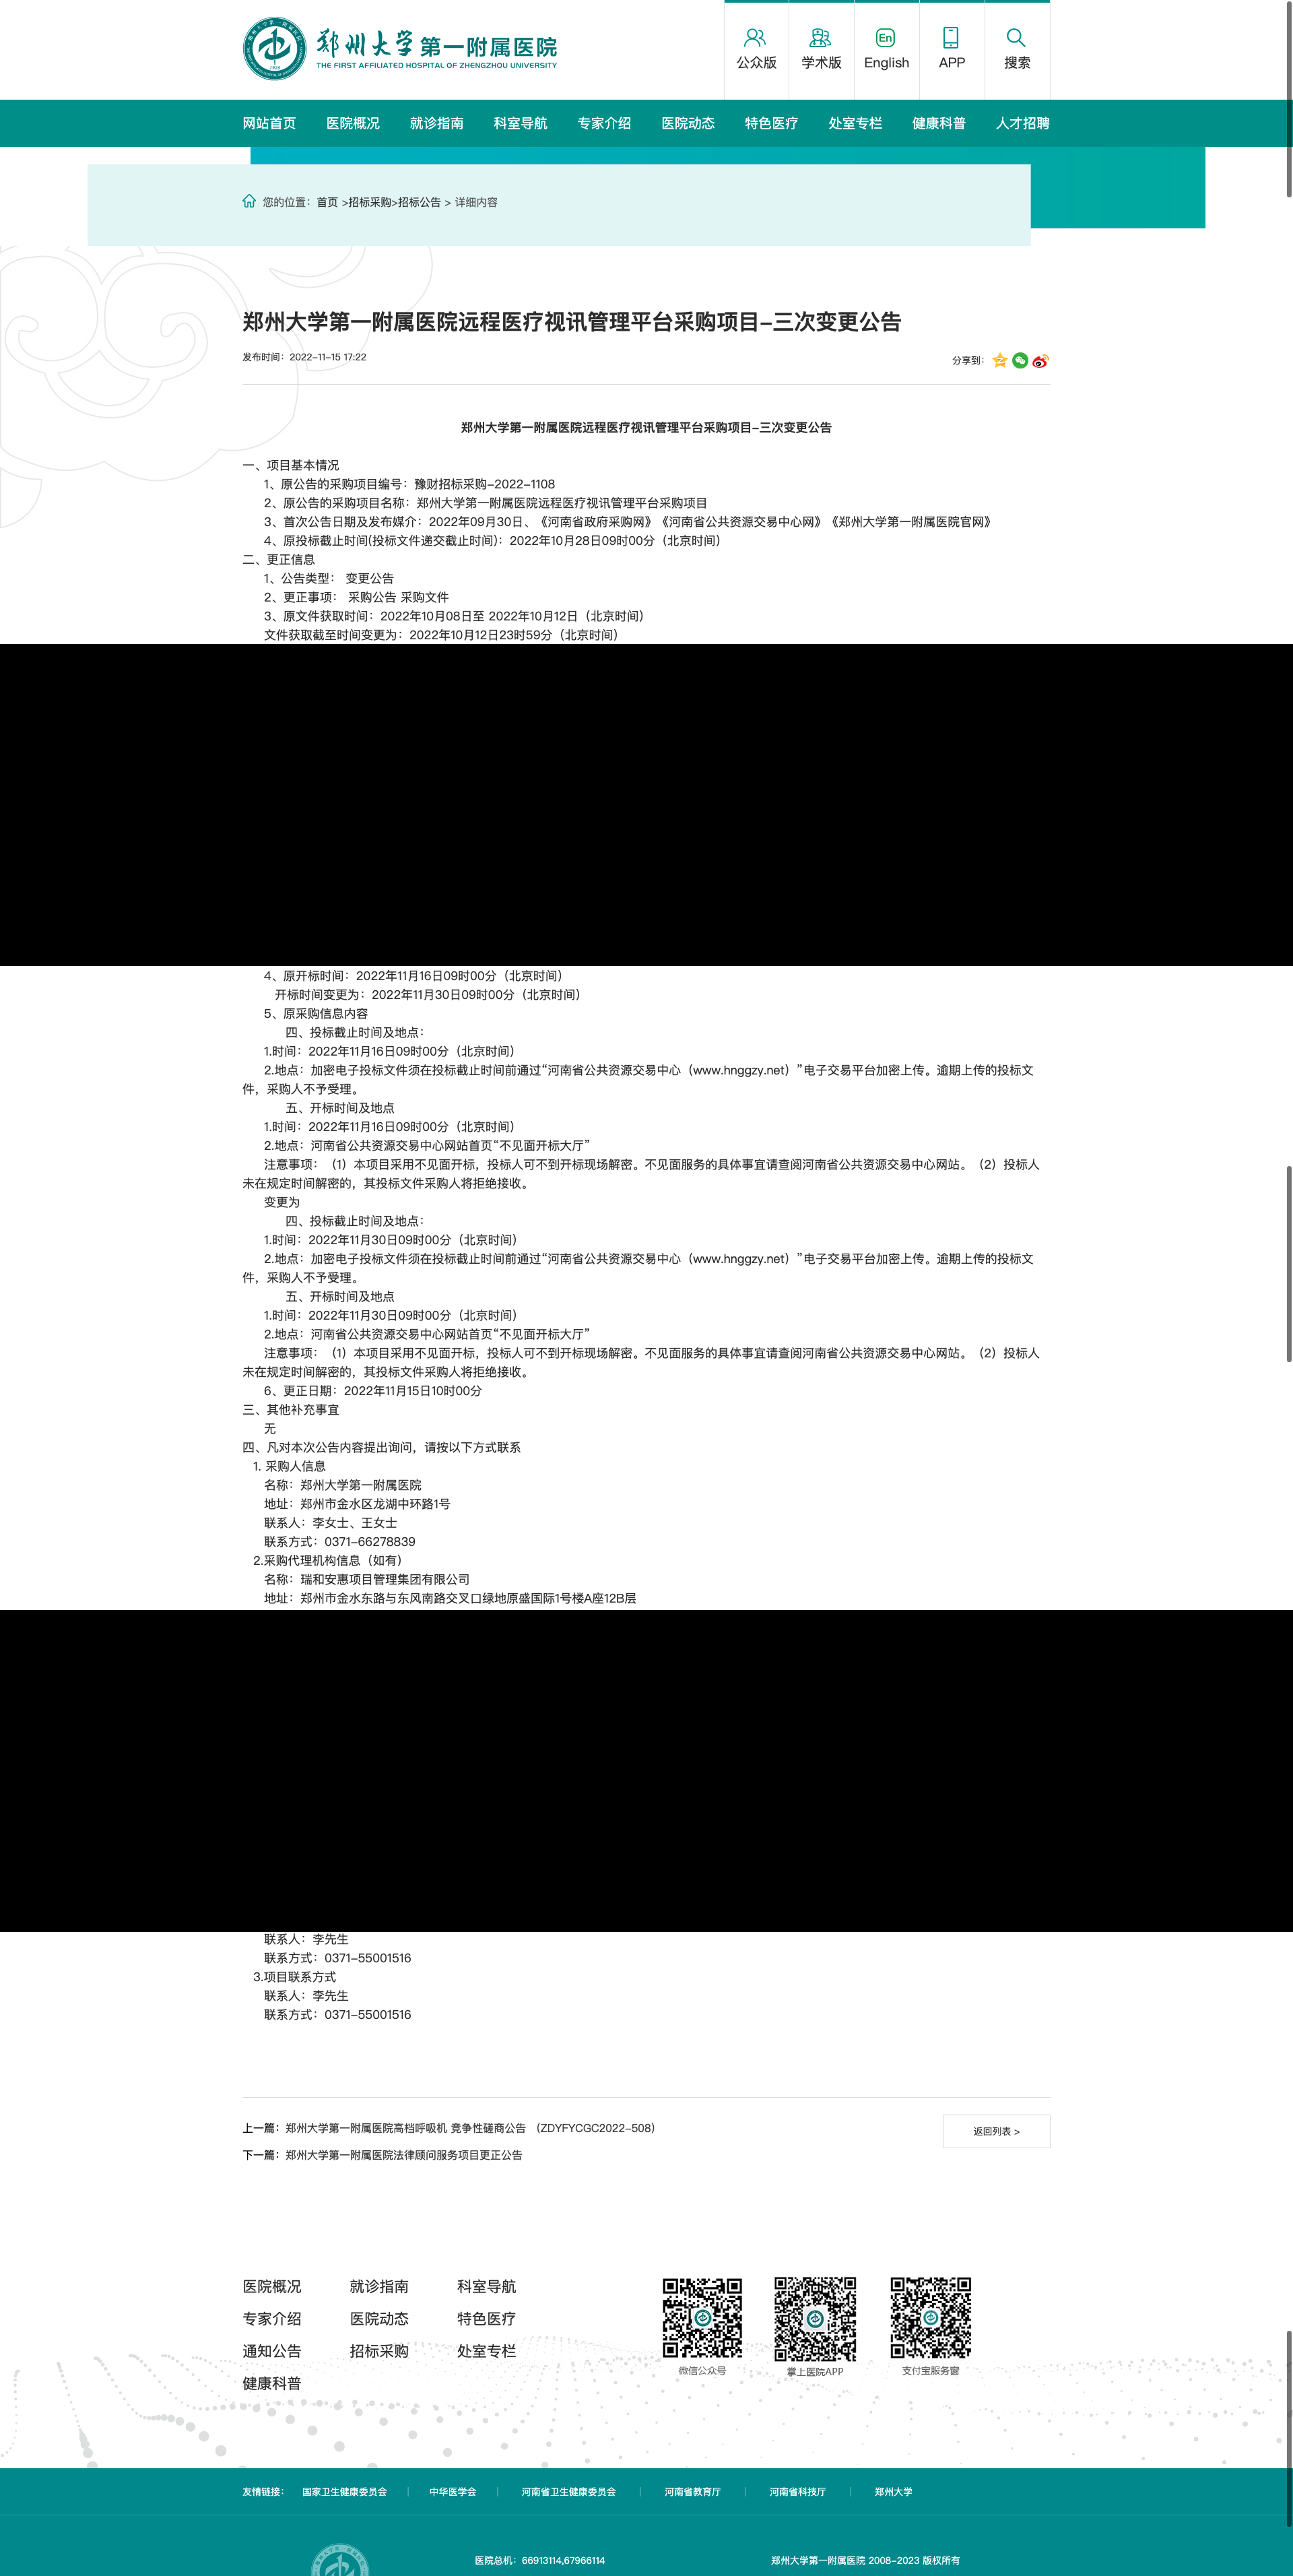 郑州大学第一附属医院
THE FIRST AFFILIATED HOSPITAL OF ZHENGZHOU UNIVERSITY
公众版
学术版
En
English
APP
搜索
网站首页 医院概况 就诊指南 科室导航 专家介绍 医院动态 特色医疗 处室专栏 健康科普 人才招聘
您的位置：首页 >招标采购>招标公告 > 详细内容
郑州大学第一附属医院远程医疗视讯管理平台采购项目-三次变更公告
发布时间：2022-11-15 17:22
分享到：
郑州大学第一附属医院远程医疗视讯管理平台采购项目-三次变更公告
一、项目基本情况
1、原公告的采购项目编号：豫财招标采购-2022-1108
2、原公告的采购项目名称：郑州大学第一附属医院远程医疗视讯管理平台采购项目
3、首次公告日期及发布媒介：2022年09月30日、《河南省政府采购网》《河南省公共资源交易中心网》《郑州大学第一附属医院官网》
4、原投标截止时间(投标文件递交截止时间)：2022年10月28日09时00分（北京时间）
二、更正信息
1、公告类型： 变更公告
2、更正事项： 采购公告 采购文件
3、原文件获取时间：2022年10月08日至 2022年10月12日（北京时间）
文件获取截至时间变更为：2022年10月12日23时59分（北京时间）
4、原开标时间：2022年11月16日09时00分（北京时间）
开标时间变更为：2022年11月30日09时00分（北京时间）
5、原采购信息内容
四、投标截止时间及地点：
1.时间：2022年11月16日09时00分（北京时间）
2.地点：加密电子投标文件须在投标截止时间前通过“河南省公共资源交易中心（www.hnggzy.net）”电子交易平台加密上传。逾期上传的投标文
件，采购人不予受理。
五、开标时间及地点
1.时间：2022年11月16日09时00分（北京时间）
2.地点：河南省公共资源交易中心网站首页“不见面开标大厅”
注意事项：（1）本项目采用不见面开标，投标人可不到开标现场解密。不见面服务的具体事宜请查阅河南省公共资源交易中心网站。（2）投标人
未在规定时间解密的，其投标文件采购人将拒绝接收。
变更为
四、投标截止时间及地点：
1.时间：2022年11月30日09时00分（北京时间）
2.地点：加密电子投标文件须在投标截止时间前通过“河南省公共资源交易中心（www.hnggzy.net）”电子交易平台加密上传。逾期上传的投标文
件，采购人不予受理。
五、开标时间及地点
1.时间：2022年11月30日09时00分（北京时间）
2.地点：河南省公共资源交易中心网站首页“不见面开标大厅”
注意事项：（1）本项目采用不见面开标，投标人可不到开标现场解密。不见面服务的具体事宜请查阅河南省公共资源交易中心网站。（2）投标人
未在规定时间解密的，其投标文件采购人将拒绝接收。
6、更正日期：2022年11月15日10时00分
三、其他补充事宜
无
四、凡对本次公告内容提出询问，请按以下方式联系
1. 采购人信息
名称：郑州大学第一附属医院
地址：郑州市金水区龙湖中环路1号
联系人：李女士、王女士
联系方式：0371-66278839
2.采购代理机构信息（如有）
名称：瑞和安惠项目管理集团有限公司
地址：郑州市金水东路与东风南路交叉口绿地原盛国际1号楼A座12B层
联系人：李先生
联系方式：0371-55001516
3.项目联系方式
联系人：李先生
联系方式：0371-55001516
上一篇：郑州大学第一附属医院高档呼吸机 竞争性磋商公告 （ZDYFYCGC2022-508）
下一篇：郑州大学第一附属医院法律顾问服务项目更正公告
返回列表 >
医院概况 就诊指南 科室导航
专家介绍 医院动态 特色医疗
通知公告 招标采购 处室专栏
健康科普
微信公众号 掌上医院APP 支付宝服务窗
友情链接： 国家卫生健康委员会 | 中华医学会 | 河南省卫生健康委员会 | 河南省教育厅 | 河南省科技厅 | 郑州大学
医院总机：66913114,67966114
郑州大学第一附属医院 2008-2023 版权所有